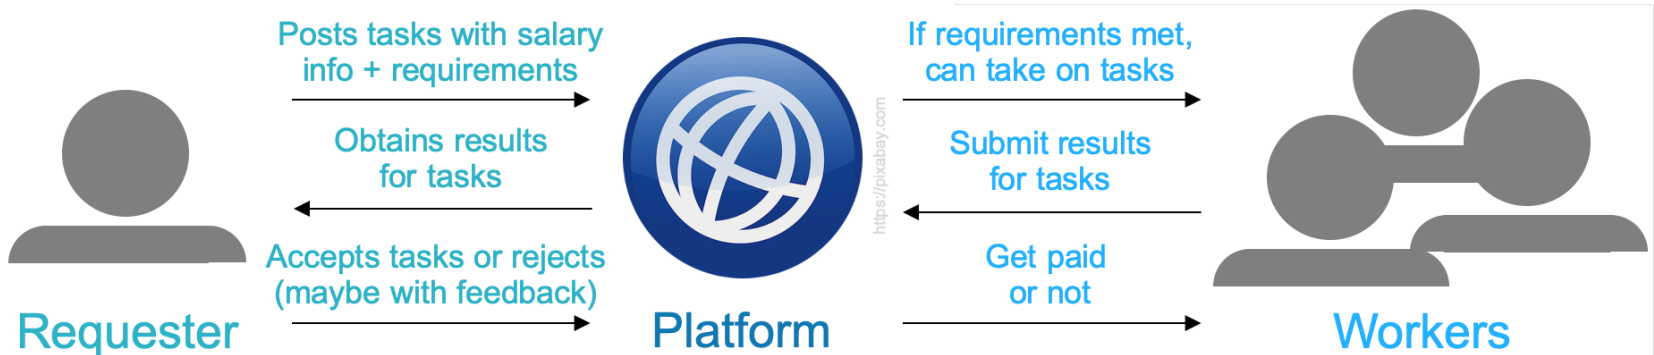 Posts tasks with salary
info + requirements
Obtains results
for tasks
Accepts tasks or rejects
(maybe with feedback)
Requester
Platform
https://pixabay.com
If requirements met,
can take on tasks
Submit results
for tasks
Get paid
or not
Workers